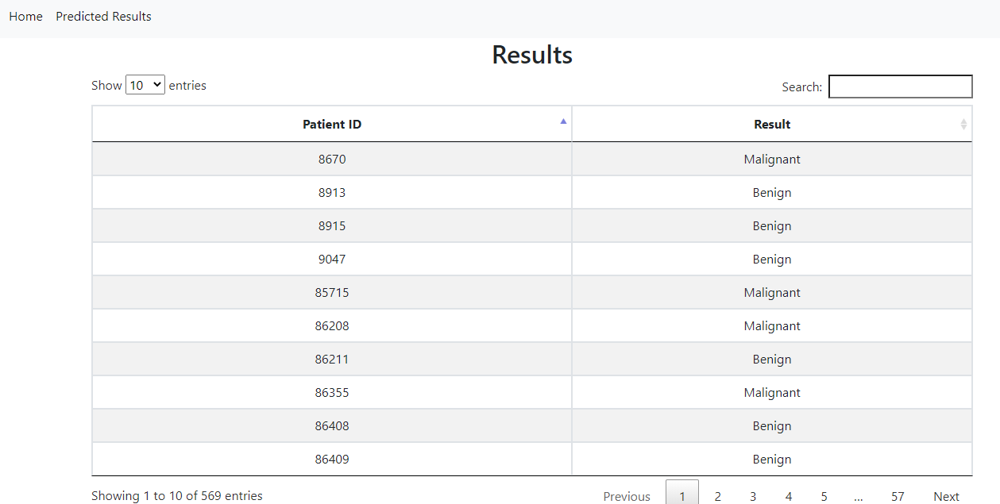 Home Predicted Results
Results
Show 10 entries Search:
Patient ID Result
8670 Malignant
8913 Benign
8915 Benign
9047 Benign
85715 Malignant
86208 Malignant
86211 Benign
86355 Malignant
86408 Benign
86409 Benign
Showing 1 to 10 of 569 entries Previous 1 2 3 4 5 ... 57 Next